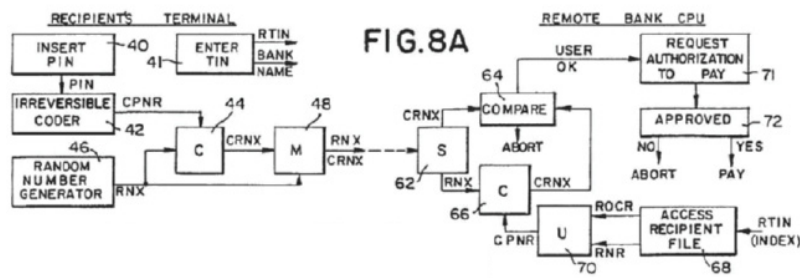 RECIPIENT'S TERMINAL
REMOTE BANK CPU
FIG.8A
INSERT PIN
40
PIN
41
ENTER TIN
RTIN
BANK NAME
IRREVERSIBLE CODER
42
CPNR
44
C
CRNX
48
M
RNX
CRNX
46
RANDOM NUMBER GENERATOR
RNX
CRNX
S
62
RNX
64
COMPARE
ABORT
USER OK
C
66
CRNX
CPNR
U
70
ROCR
RNR
ACCESS RECIPIENT FILE
68
RTIN
(INDEX)
REQUEST AUTHORIZATION TO PAY
71
APPROVED
72
NO
YES
ABORT
PAY